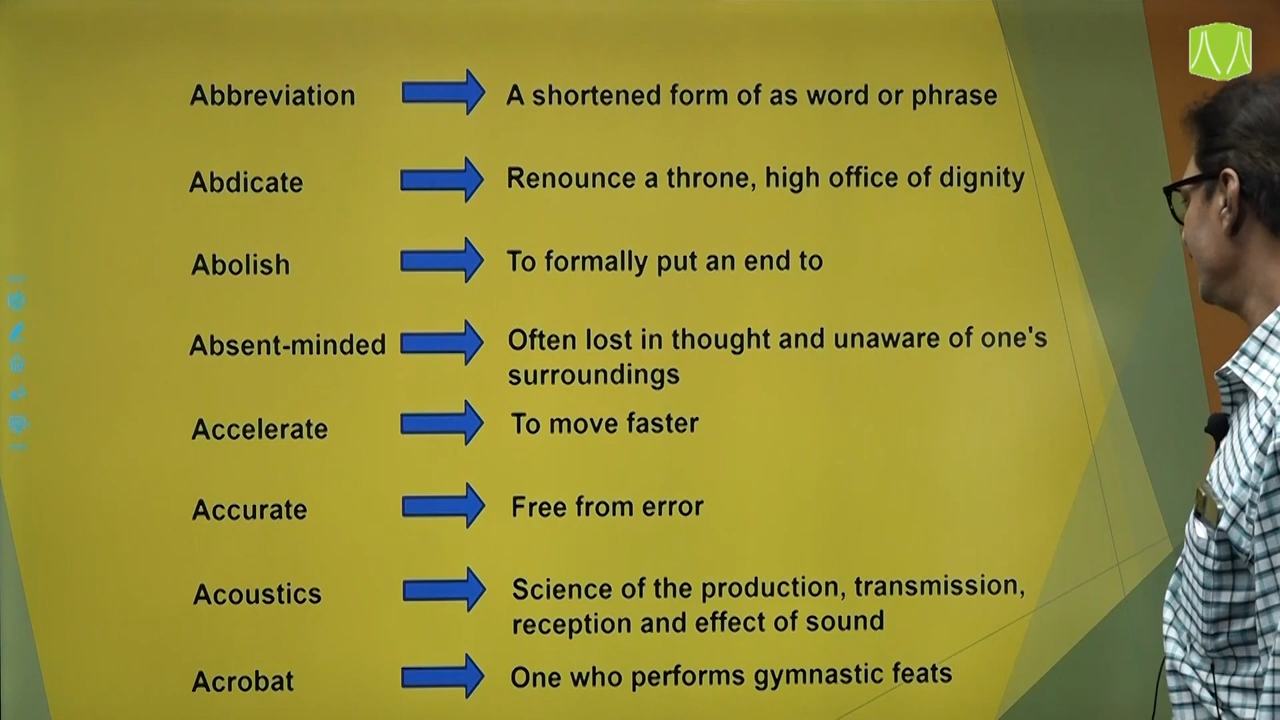 Abbreviation A shortened form of as word or phrase
Abdicate Renounce a throne, high office of dignity
Abolish To formally put an end to
Absent-minded Often lost in thought and unaware of one's
surroundings
Accelerate To move faster
Accurate Free from error
Acoustics Science of the production, transmission,
reception and effect of sound
Acrobat One who performs gymnastic feats